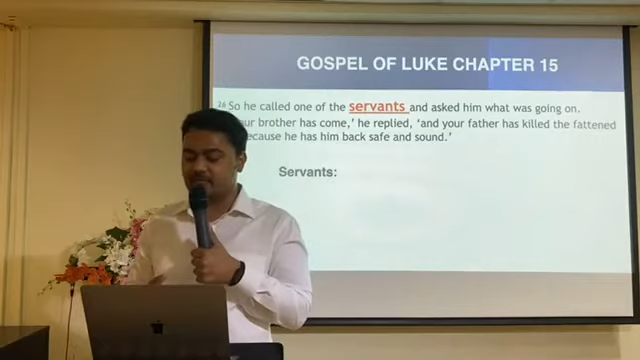 GOSPEL OF LUKE CHAPTER 15
26 So he called one of the servants and asked him what was going on.
brother has come,’ he replied, ‘and your father has killed the fattened
because he has him back safe and sound.’
Servants: